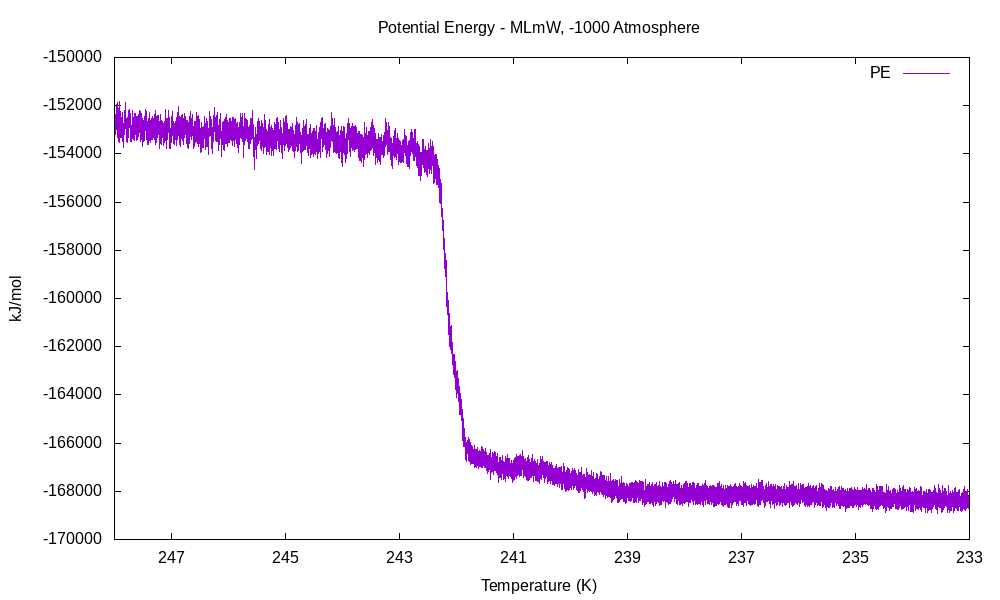 Potential Energy - MLmW, -1000 Atmosphere
PE
-150000
-152000
-154000
-156000
-158000
-160000
-162000
-164000
-166000
-168000
-170000
kJ/mol
247 245 243 241 239 237 235 233
Temperature (K)